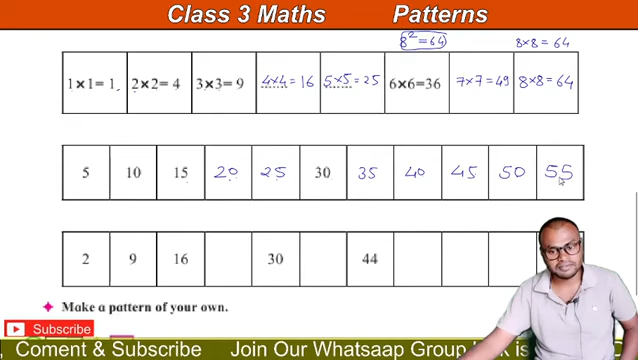 Class 3 Maths Patterns
8² = 64 8×8 = 64
1×1= 1 2×2= 4 3×3= 9 4×4 = 16 5×5 = 25 6×6=36 7×7=49 8×8=64
5 10 15 20 25 30 35 40 45 50 55
2 9 16 30 44
Make a pattern of your own.
Subscribe
Coment & Subscribe Join Our Whatsaap Group is